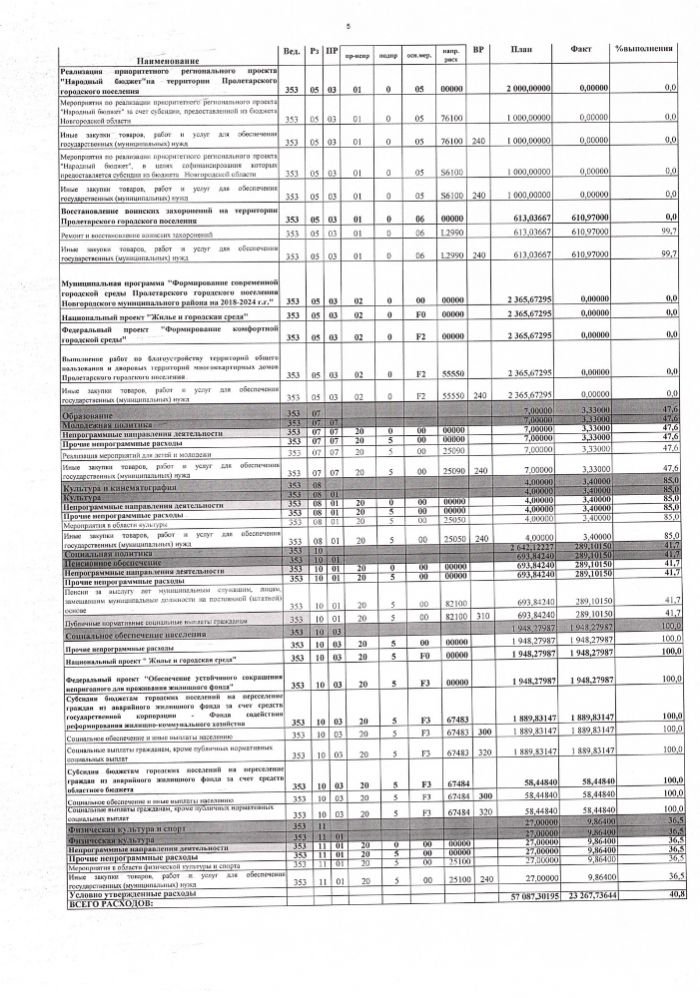 5
Наименование Вед. Рз ПР пр-непр подпр осн.мер. напр. расх ВР План Факт %выполнения
Реализация приоритетного регионального проекта
"Народный бюджет"на территории Пролетарского
городского поселения 353 05 03 01 0 05 00000 2 000,00000 0,00000 0,0
Мероприятия по реализации приоритетного регионального проекта
"Народный бюджет" за счет субсидии, предоставленной из бюджета
Новгородской области 353 05 03 01 0 05 76100 1 000,00000 0,00000 0,0
Иные закупки товаров, работ и услуг для обеспечения
государственных (муниципальных) нужд 353 05 03 01 0 05 76100 240 1 000,00000 0,00000 0,0
Мероприятия по реализации приоритетного регионального проекта
"Народный бюджет", в целях софинансирования которых
предоставляется субсидия из бюджета Новгородской области 353 05 03 01 0 05 S6100 1 000,00000 0,00000 0,0
Иные закупки товаров, работ и услуг для обеспечения
государственных (муниципальных) нужд 353 05 03 01 0 05 S6100 240 1 000,00000 0,00000 0,0
Восстановление воинских захоронений на территории
Пролетарского городского поселения 353 05 03 01 0 06 00000 613,03667 610,97000 0,0
Ремонт и восстановление воинских захоронений 353 05 03 01 0 06 L2990 613,03667 610,97000 99,7
Иные закупки товаров, работ и услуг для обеспечения
государственных (муниципальных) нужд 353 05 03 01 0 06 L2990 240 613,03667 610,97000 99,7
Муниципальная программа "Формирование современной
городской среды Пролетарского городского поселения
Новгородского муниципального района на 2018-2024 г.г." 353 05 03 02 0 00 00000 2 365,67295 0,00000 0,0
Национальный проект "Жилье и городская среда" 353 05 03 02 0 F0 00000 2 365,67295 0,00000 0,0
Федеральный проект "Формирование комфортной
городской среды" 353 05 03 02 0 F2 00000 2 365,67295 0,00000 0,0
Выполнение работ по благоустройству территорий общего
пользования и дворовых территорий многоквартирных домов
Пролетарского городского поселения 353 05 03 02 0 F2 55550 2 365,67295 0,00000 0,0
Иные закупки товаров, работ и услуг для обеспечения
государственных (муниципальных) нужд 353 05 03 02 0 F2 55550 240 2 365,67295 0,00000 0,0
Образование 353 07 7,00000 3,33000 47,6
Молодежная политика 353 07 07 7,00000 3,33000 47,6
Непрограммные направления деятельности 353 07 07 20 0 00 00000 7,00000 3,33000 47,6
Прочие непрограммные расходы 353 07 07 20 5 00 00000 7,00000 3,33000 47,6
Реализация мероприятий для детей и молодежи 353 07 07 20 5 00 25090 7,00000 3,33000 47,6
Иные закупки товаров, работ и услуг для обеспечения
государственных (муниципальных) нужд 353 07 07 20 5 00 25090 240 7,00000 3,33000 47,6
Культура и кинематография 353 08 4,00000 3,40000 85,0
Культура 353 08 01 4,00000 3,40000 85,0
Непрограммные направления деятельности 353 08 01 20 0 00 00000 4,00000 3,40000 85,0
Прочие непрограммные расходы 353 08 01 20 5 00 00000 4,00000 3,40000 85,0
Мероприятия в области культуры 353 08 01 20 5 00 25050 4,00000 3,40000 85,0
Иные закупки товаров, работ и услуг для обеспечения
государственных (муниципальных) нужд 353 08 01 20 5 00 25050 240 4,00000 3,40000 85,0
Социальная политика 353 10 2 642,12227 289,10150 41,7
Пенсионное обеспечение 353 10 01 693,84240 289,10150 41,7
Непрограммные направления деятельности 353 10 01 20 0 00 00000 693,84240 289,10150 41,7
Прочие непрограммные расходы 353 10 01 20 5 00 00000 693,84240 289,10150 41,7
Пенсии за выслугу лет муниципальным служащим, лицам,
замещавшим муниципальные должности на постоянной (штатной)
основе 353 10 01 20 5 00 82100 693,84240 289,10150 41,7
Публичные нормативные социальные выплаты гражданам 353 10 01 20 5 00 82100 310 693,84240 289,10150 41,7
Социальное обеспечение населения 353 10 03 1 948,27987 1 948,27987 100,0
Прочие непрограммные расходы 353 10 03 20 5 00 00000 1 948,27987 1 948,27987 100,0
Национальный проект " Жилье и городская среда" 353 10 03 20 5 F0 00000 1 948,27987 1 948,27987 100,0
Федеральный проект "Обеспечение устойчивого сокращения
непригодного для проживания жилищного фонда" 353 10 03 20 5 F3 00000 1 948,27987 1 948,27987 100,0
Субсидии бюджетам городских поселений на переселение
граждан из аварийного жилищного фонда за счет средств
государственной корпорации - Фонда содействия
реформирования жилищно-коммунального хозяйства 353 10 03 20 5 F3 67483 1 889,83147 1 889,83147 100,0
Социальное обеспечение и иные выплаты населению 353 10 03 20 5 F3 67483 300 1 889,83147 1 889,83147 100,0
Социальные выплаты гражданам, кроме публичных нормативных
социальных выплат 353 10 03 20 5 F3 67483 320 1 889,83147 1 889,83147 100,0
Субсидии бюджетам городских поселений на переселение
граждан из аварийного жилищного фонда за счет средств
областного бюджета 353 10 03 20 5 F3 67484 58,44840 58,44840 100,0
Социальное обеспечение и иные выплаты населению 353 10 03 20 5 F3 67484 300 58,44840 58,44840 100,0
Социальные выплаты гражданам, кроме публичных нормативных
социальных выплат 353 10 03 20 5 F3 67484 320 58,44840 58,44840 100,0
Физическая культура и спорт 353 11 27,00000 9,86400 36,5
Физическая культура 353 11 01 27,00000 9,86400 36,5
Непрограммные направления деятельности 353 11 01 20 0 00 00000 27,00000 9,86400 36,5
Прочие непрограммные расходы 353 11 01 20 5 00 00000 27,00000 9,86400 36,5
Мероприятия в области физической культуры и спорта 353 11 01 20 5 00 25100 27,00000 9,86400 36,5
Иные закупки товаров, работ и услуг для обеспечения
государственных (муниципальных) нужд 353 11 01 20 5 00 25100 240 27,00000 9,86400 36,5
Условно утвержденные расходы
ВСЕГО РАСХОДОВ: 57 087,30195 23 267,73644 40,8